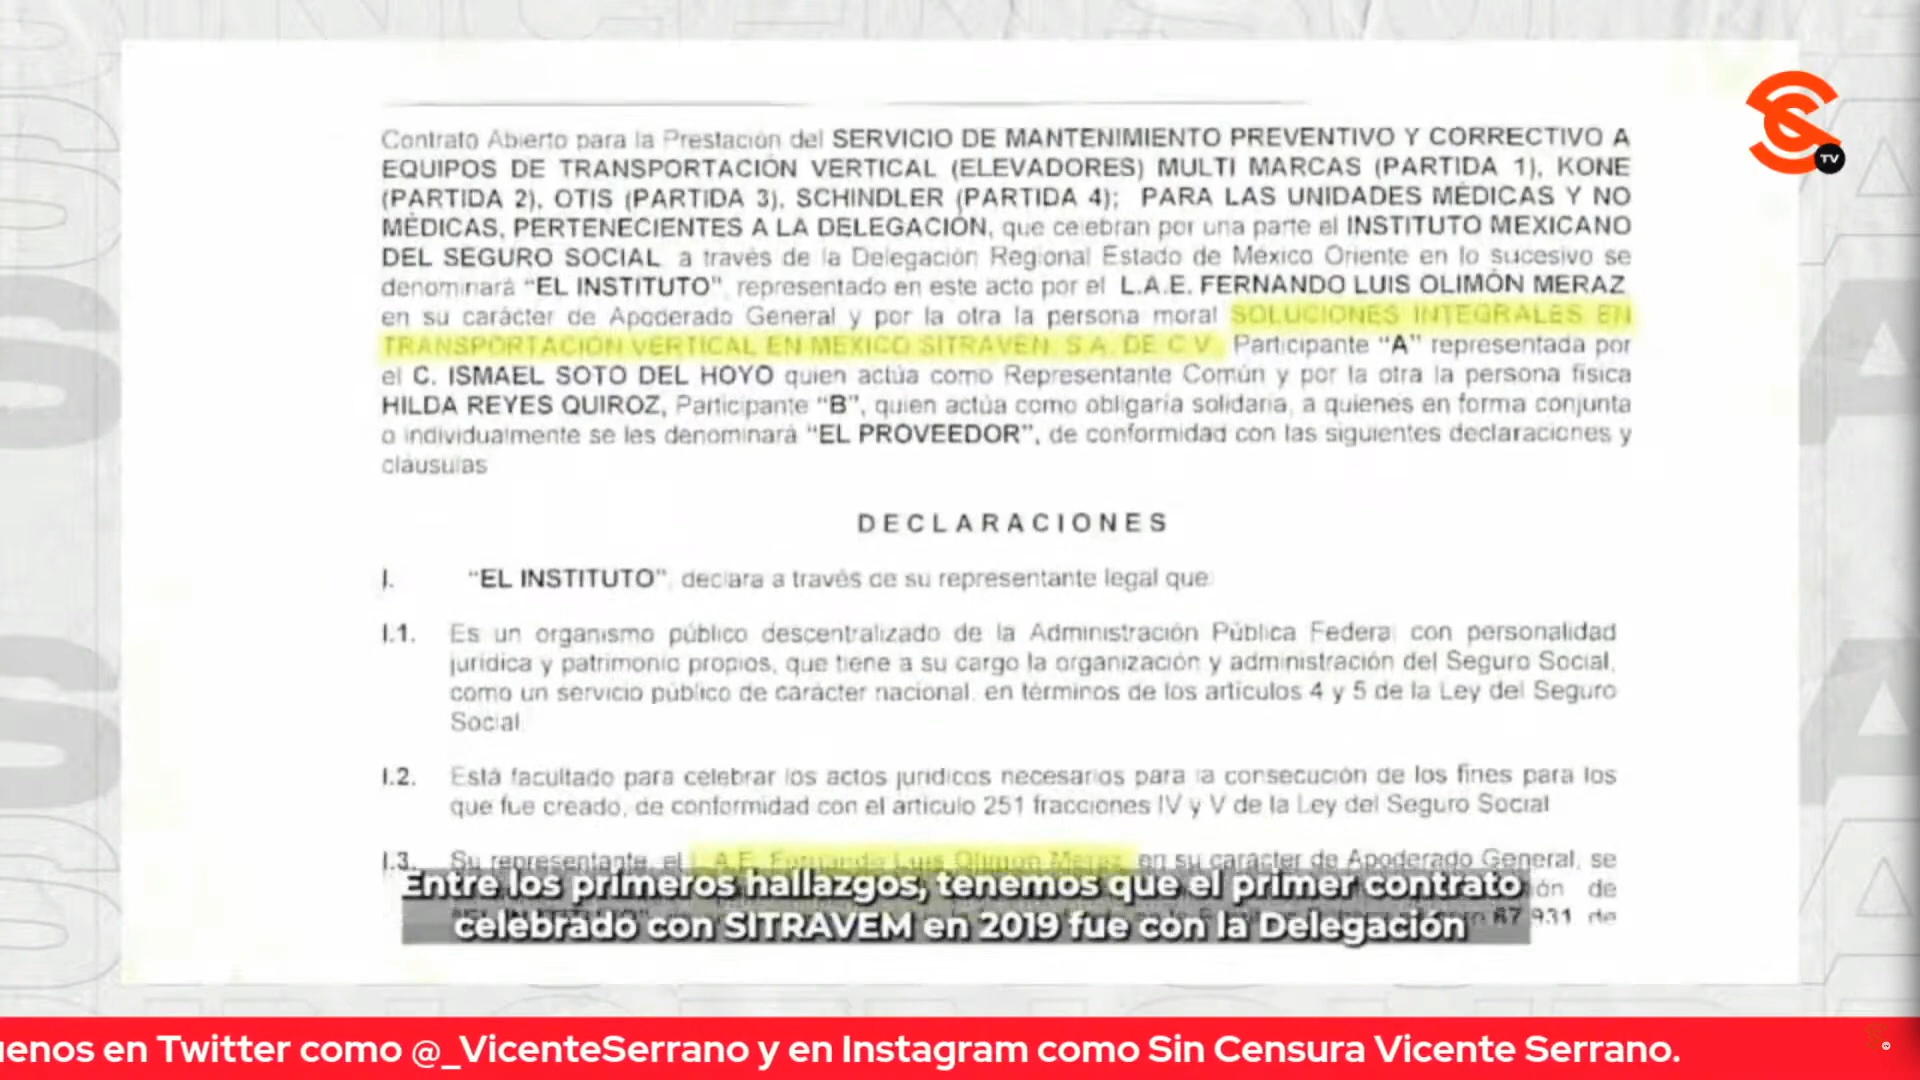 Contrato Abierto para la Prestación del SERVICIO DE MANTENIMIENTO PREVENTIVO Y CORRECTIVO A
EQUIPOS DE TRANSPORTACIÓN VERTICAL (ELEVADORES) MULTI MARCAS (PARTIDA 1), KONE
(PARTIDA 2), OTIS (PARTIDA 3), SCHINDLER (PARTIDA 4); PARA LAS UNIDADES MÉDICAS Y NO
MÉDICAS, PERTENECIENTES A LA DELEGACIÓN, que celebran por una parte el INSTITUTO MEXICANO
DEL SEGURO SOCIAL a través de la Delegación Regional Estado de México Oriente en lo sucesivo se
denominará "EL INSTITUTO", representado en este acto por el L.A.E. FERNANDO LUIS OLIMÓN MERAZ
en su carácter de Apoderado General y por la otra la persona moral SOLUCIONES INTEGRALES EN
TRANSPORTACIÓN VERTICAL EN MEXICO SITRAVEN, S.A. DE C.V., Participante "A" representada por
el C. ISMAEL SOTO DEL HOYO quien actúa como Representante Común y por la otra la persona física
HILDA REYES QUIROZ, Participante "B", quien actúa como obligaría solidaria, a quienes en forma conjunta
o individualmente se les denominará "EL PROVEEDOR", de conformidad con las siguientes declaraciones y
cláusulas
DECLARACIONES
I. "EL INSTITUTO", declara a través de su representante legal que:
I.1. Es un organismo público descentralizado de la Administración Pública Federal con personalidad
jurídica y patrimonio propios, que tiene a su cargo la organización y administración del Seguro Social,
como un servicio público de carácter nacional, en términos de los artículos 4 y 5 de la Ley del Seguro
Social
I.2. Está facultado para celebrar los actos jurídicos necesarios para la consecución de los fines para los
que fue creado, de conformidad con el artículo 251 fracciones IV y V de la Ley del Seguro Social
I.3. Su representante, el L.A.E. Fernando Luis Olimón Meraz, en su carácter de Apoderado General, se
de
"EL INSTITUTO" 87,931 de
Entre los primeros hallazgos, tenemos que el primer contrato
celebrado con SITRAVEM en 2019 fue con la Delegación
TV
uenos en Twitter como @_VicenteSerrano y en Instagram como Sin Censura Vicente Serrano.